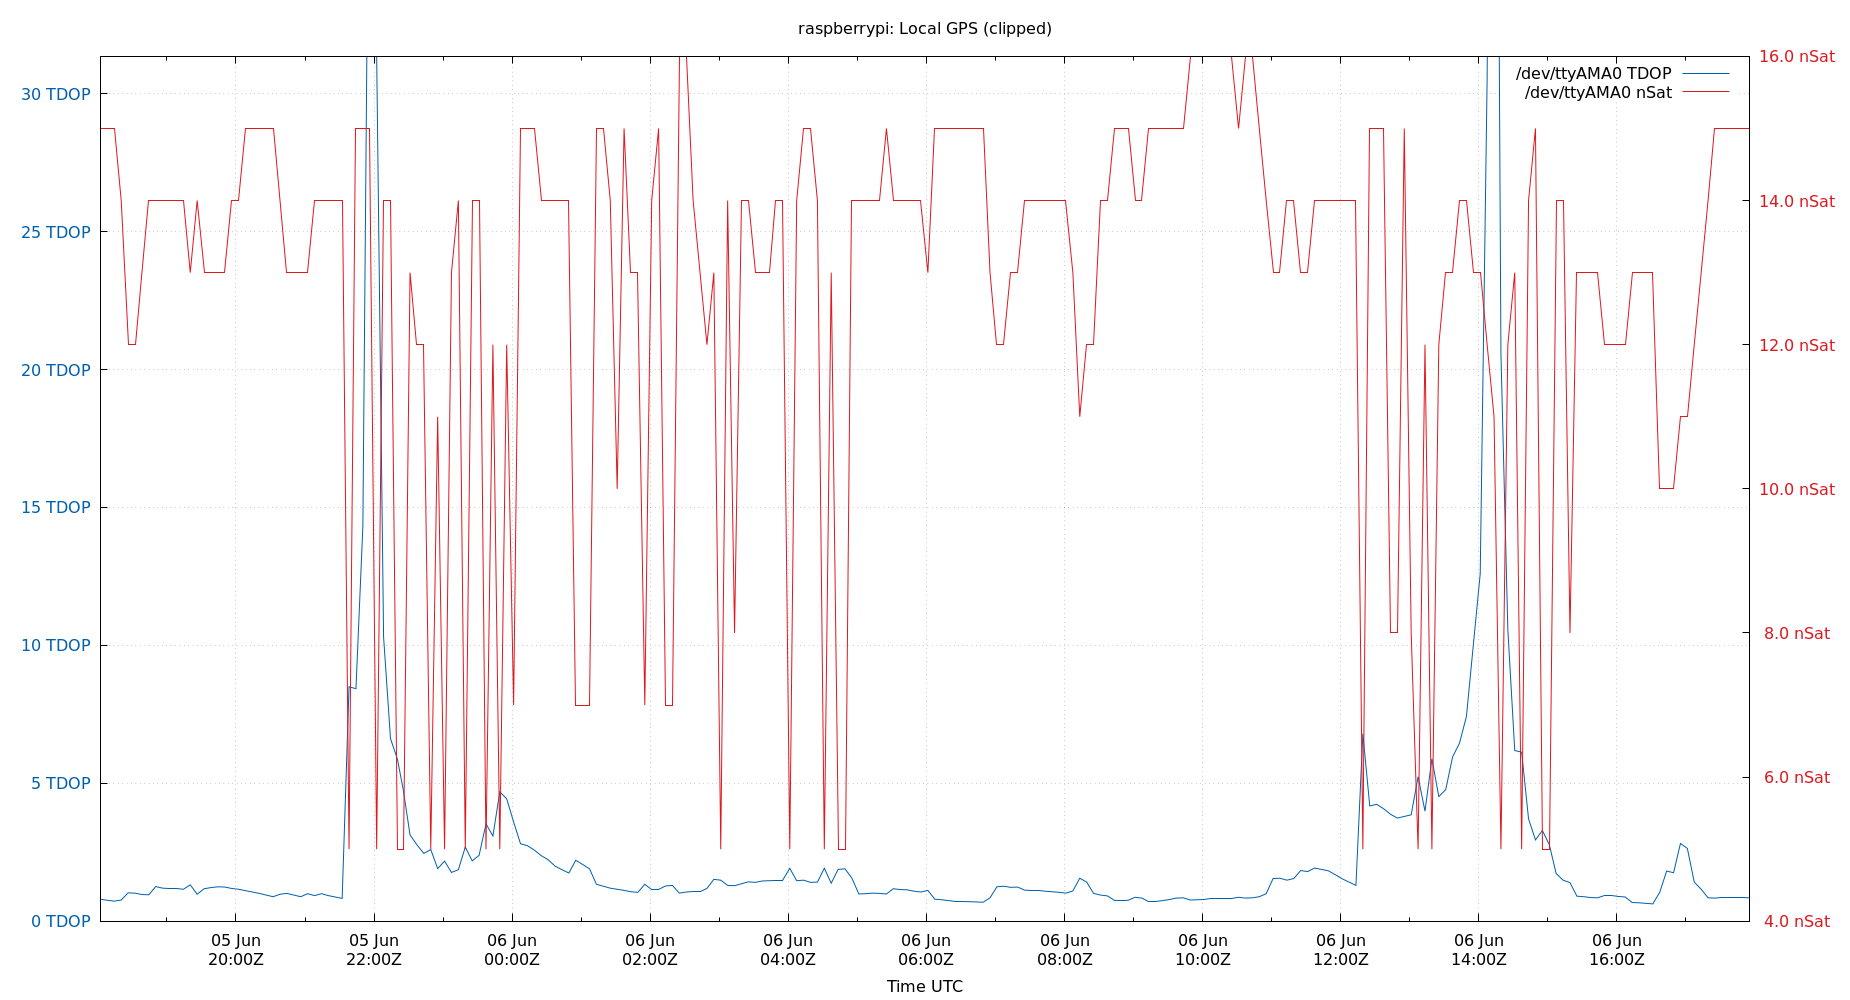 raspberrypi: Local GPS (clipped)
/dev/ttyAMA0 TDOP
/dev/ttyAMA0 nSat
30 TDOP
25 TDOP
20 TDOP
15 TDOP
10 TDOP
5 TDOP
0 TDOP
16.0 nSat
14.0 nSat
12.0 nSat
10.0 nSat
8.0 nSat
6.0 nSat
4.0 nSat
05 Jun
20:00Z
05 Jun
22:00Z
06 Jun
00:00Z
06 Jun
02:00Z
06 Jun
04:00Z
06 Jun
06:00Z
06 Jun
08:00Z
06 Jun
10:00Z
06 Jun
12:00Z
06 Jun
14:00Z
06 Jun
16:00Z
Time UTC